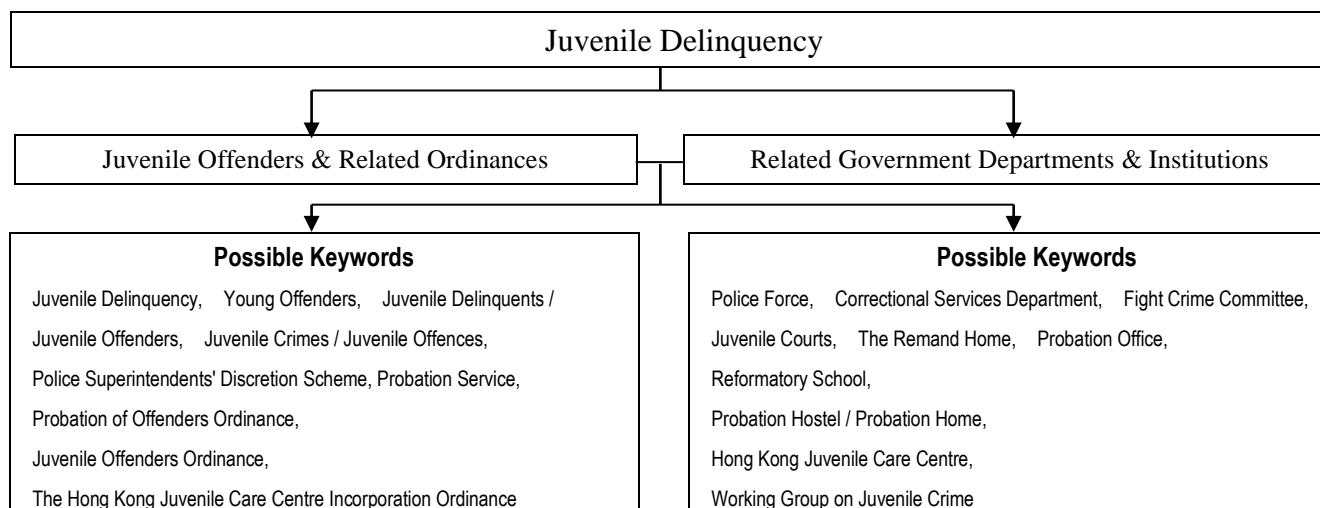 Juvenile Delinquency
Juvenile Offenders & Related Ordinances
Related Government Departments & Institutions
Possible Keywords
Juvenile Delinquency, Young Offenders, Juvenile Delinquents /
Juvenile Offenders, Juvenile Crimes / Juvenile Offences,
Police Superintendents' Discretion Scheme, Probation Service,
Probation of Offenders Ordinance,
Juvenile Offenders Ordinance,
The Hong Kong Juvenile Care Centre Incorporation Ordinance
Possible Keywords
Police Force, Correctional Services Department, Fight Crime Committee,
Juvenile Courts, The Remand Home, Probation Office,
Reformatory School,
Probation Hostel / Probation Home,
Hong Kong Juvenile Care Centre,
Working Group on Juvenile Crime